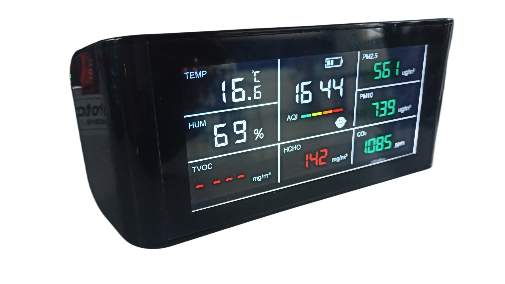 TEMP
16.6 °C
16 44
PM2.5
561 ug/m³
HUM
69 %
AQI
PM10
739 ug/m³
TVOC
---- mg/m³
HCHO
142 mg/m³
CO₂
1085 ppm